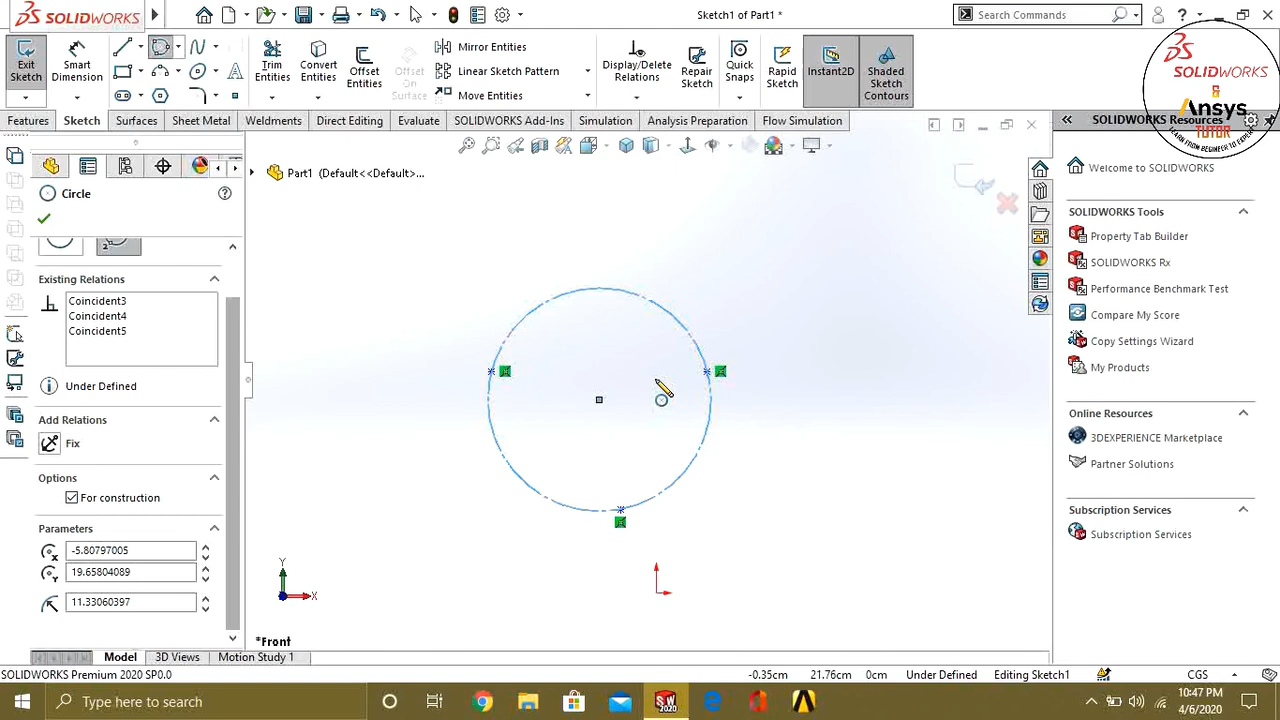 SOLIDWORKS
Sketch1 of Part1 *
Search Commands
?
Exit Sketch
Smart Dimension
Trim Entities
Convert Entities
Offset Entities
Offset On Surface
Mirror Entities
Linear Sketch Pattern
Move Entities
Display/Delete Relations
Repair Sketch
Quick Snaps
Rapid Sketch
Instant2D
Shaded Sketch Contours
SOLIDWORKS
&
Ansys
TUTOR
LEARN FROM BEGINEER TO EXPERT
Features
Sketch
Surfaces
Sheet Metal
Weldments
Direct Editing
Evaluate
SOLIDWORKS Add-Ins
Simulation
Analysis Preparation
Flow Simulation
SOLIDWORKS Resources
Part1 (Default<<Default>...
Circle
Existing Relations
Coincident3
Coincident4
Coincident5
Under Defined
Add Relations
Fix
Options
For construction
Parameters
-5.80797005
19.65804089
11.33060397
Y
X
*Front
Welcome to SOLIDWORKS
SOLIDWORKS Tools
Property Tab Builder
SOLIDWORKS Rx
Performance Benchmark Test
Compare My Score
Copy Settings Wizard
My Products
Online Resources
3DEXPERIENCE Marketplace
Partner Solutions
Subscription Services
Subscription Services
Model
3D Views
Motion Study 1
SOLIDWORKS Premium 2020 SP0.0
-0.35cm
21.76cm
0cm
Under Defined
Editing Sketch1
CGS
Type here to search
10:47 PM
4/6/2020